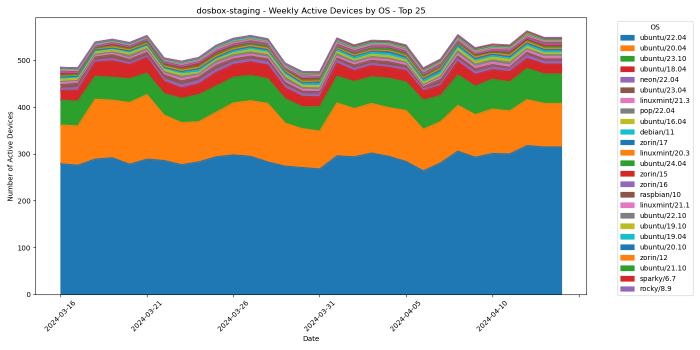 dosbox-staging - Weekly Active Devices by OS - Top 25
Number of Active Devices
500
400
300
200
100
0
2024-03-16
2024-03-21
2024-03-26
2024-03-31
2024-04-05
2024-04-10
Date
OS
ubuntu/22.04
ubuntu/20.04
ubuntu/23.10
ubuntu/18.04
neon/22.04
ubuntu/23.04
linuxmint/21.3
pop/22.04
ubuntu/16.04
debian/11
zorin/17
linuxmint/20.3
ubuntu/24.04
zorin/15
zorin/16
raspbian/10
linuxmint/21.1
ubuntu/22.10
ubuntu/19.10
ubuntu/19.04
ubuntu/20.10
zorin/12
ubuntu/21.10
sparky/6.7
rocky/8.9